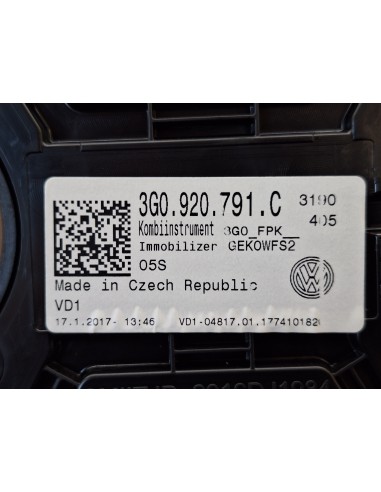 3G0.920.791.C 3190
Kombiinstrument 3G0_FPK__ 405
Immobilizer GEKOWFS2
05S
Made in Czech Republic
VD1
17.1.2017- 13:46 VD1-04817.01.1774101820